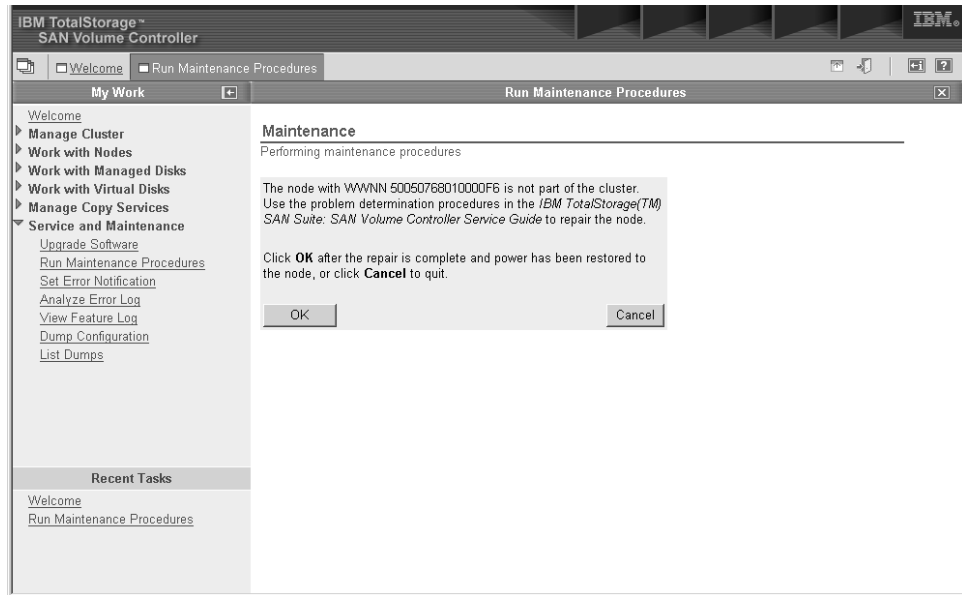 IBM TotalStorage™
SAN Volume Controller
IBM®
Welcome
Run Maintenance Procedures
My Work
Run Maintenance Procedures
Welcome
Manage Cluster
Work with Nodes
Work with Managed Disks
Work with Virtual Disks
Manage Copy Services
Service and Maintenance
Upgrade Software
Run Maintenance Procedures
Set Error Notification
Analyze Error Log
View Feature Log
Dump Configuration
List Dumps
Recent Tasks
Welcome
Run Maintenance Procedures
Maintenance
Performing maintenance procedures
The node with WWNN 50050768010000F6 is not part of the cluster.
Use the problem determination procedures in the IBM TotalStorage(TM)
SAN Suite: SAN Volume Controller Service Guide to repair the node.
Click OK after the repair is complete and power has been restored to
the node, or click Cancel to quit.
OK
Cancel